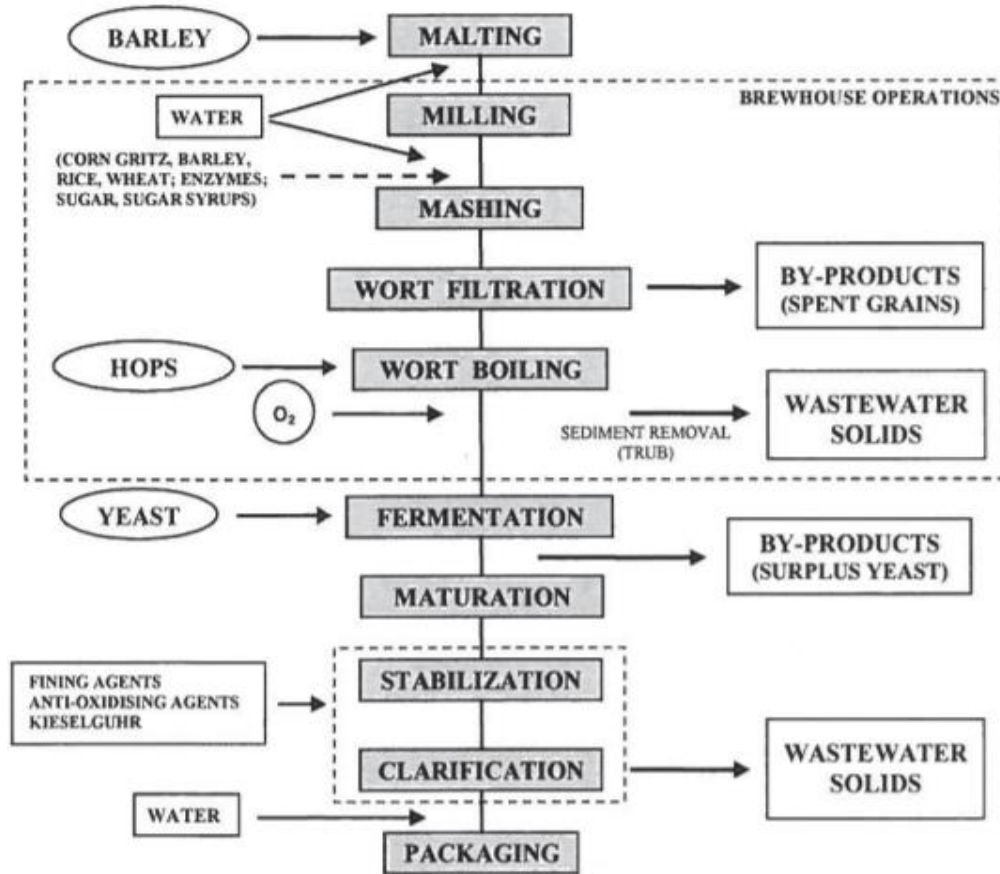 BARLEY
MALTING
BREWHOUSE OPERATIONS
WATER
MILLING
(CORN GRITZ, BARLEY,
RICE, WHEAT; ENZYMES;
SUGAR, SUGAR SYRUPS)
MASHING
WORT FILTRATION
BY-PRODUCTS
(SPENT GRAINS)
HOPS
WORT BOILING
O₂
SEDIMENT REMOVAL
(TRUB)
WASTEWATER
SOLIDS
YEAST
FERMENTATION
BY-PRODUCTS
(SURPLUS YEAST)
MATURATION
FINING AGENTS
ANTI-OXIDISING AGENTS
KIESELGUHR
STABILIZATION
CLARIFICATION
WASTEWATER
SOLIDS
WATER
PACKAGING